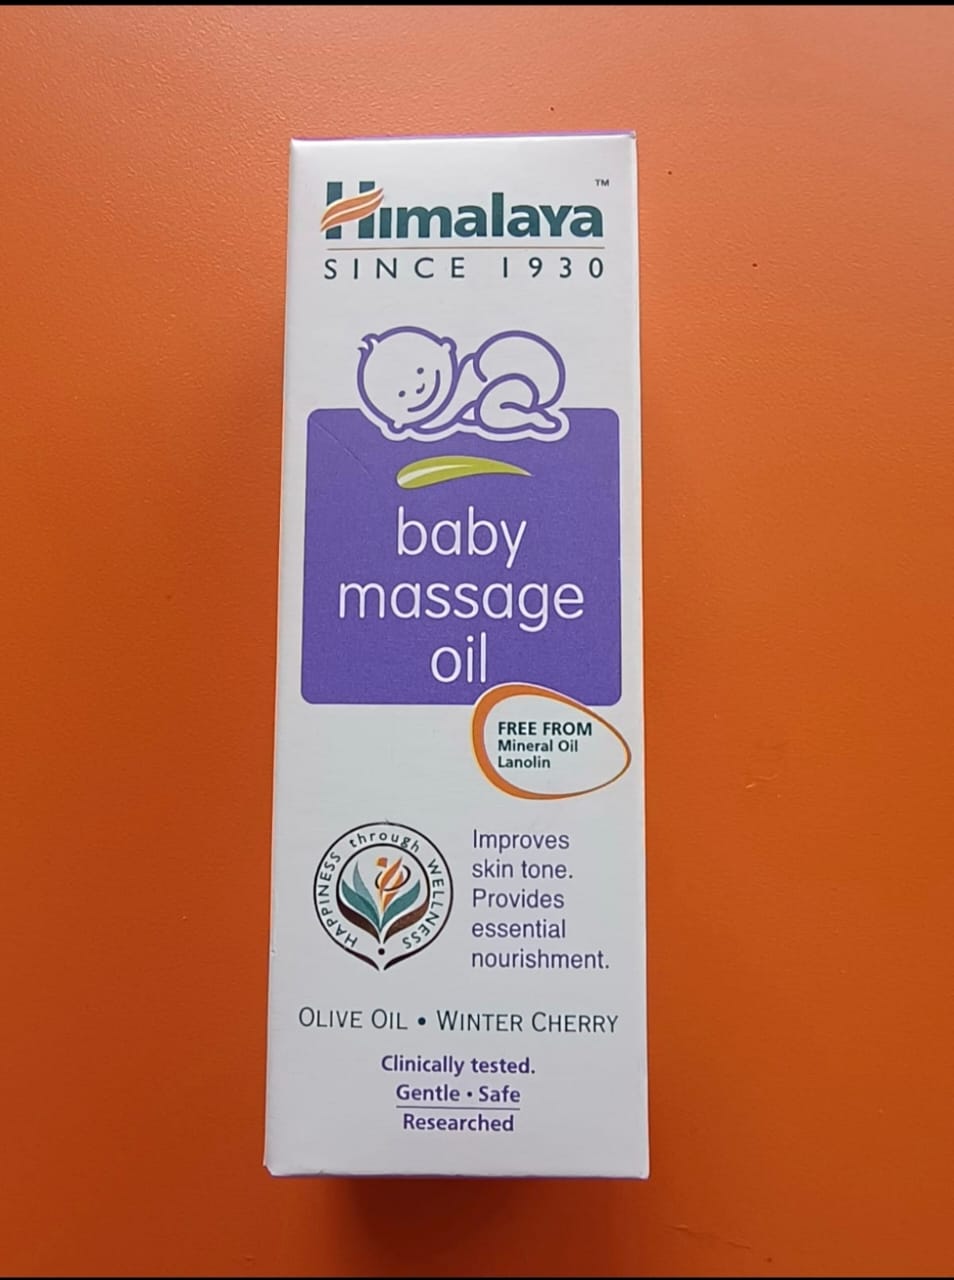 Himalaya™
SINCE 1930
baby
massage
oil
FREE FROM
Mineral Oil
Lanolin
HAPPINESS through WELLNESS
Improves
skin tone.
Provides
essential
nourishment.
OLIVE OIL • WINTER CHERRY
Clinically tested.
Gentle • Safe
Researched